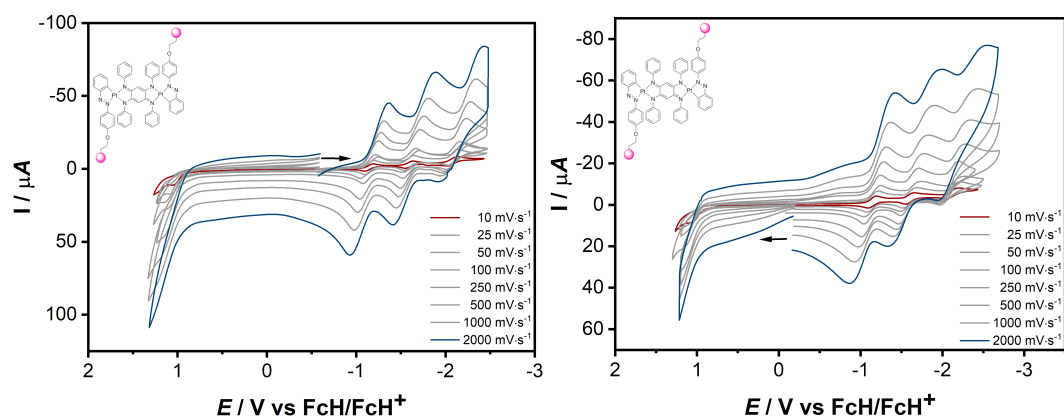 I / μA
-100
-50
0
50
100
2
1
0
-1
-2
-3
E / V vs FcH/FcH⁺
10 mV·s⁻¹
25 mV·s⁻¹
50 mV·s⁻¹
100 mV·s⁻¹
250 mV·s⁻¹
500 mV·s⁻¹
1000 mV·s⁻¹
2000 mV·s⁻¹
I / μA
-80
-60
-40
-20
0
20
40
60
2
1
0
-1
-2
-3
E / V vs FcH/FcH⁺
10 mV·s⁻¹
25 mV·s⁻¹
50 mV·s⁻¹
100 mV·s⁻¹
250 mV·s⁻¹
500 mV·s⁻¹
1000 mV·s⁻¹
2000 mV·s⁻¹